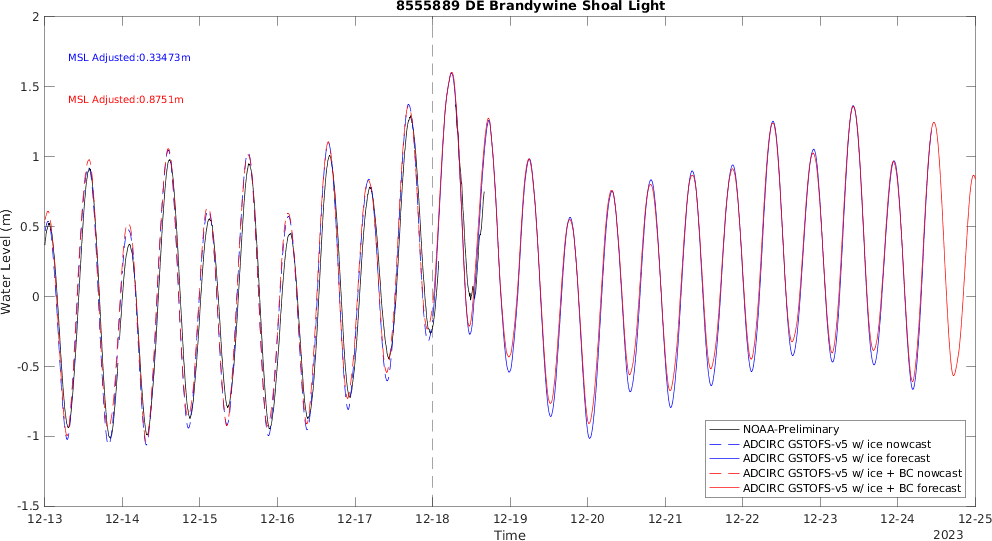 8555889 DE Brandywine Shoal Light
MSL Adjusted:0.33473m
MSL Adjusted:0.8751m
Water Level (m)
2
1.5
1
0.5
0
-0.5
-1
-1.5
NOAA-Preliminary
ADCIRC GSTOFS-v5 w/ ice nowcast
ADCIRC GSTOFS-v5 w/ ice forecast
ADCIRC GSTOFS-v5 w/ ice + BC nowcast
ADCIRC GSTOFS-v5 w/ ice + BC forecast
12-13 12-14 12-15 12-16 12-17 12-18 12-19 12-20 12-21 12-22 12-23 12-24 12-25
Time
2023